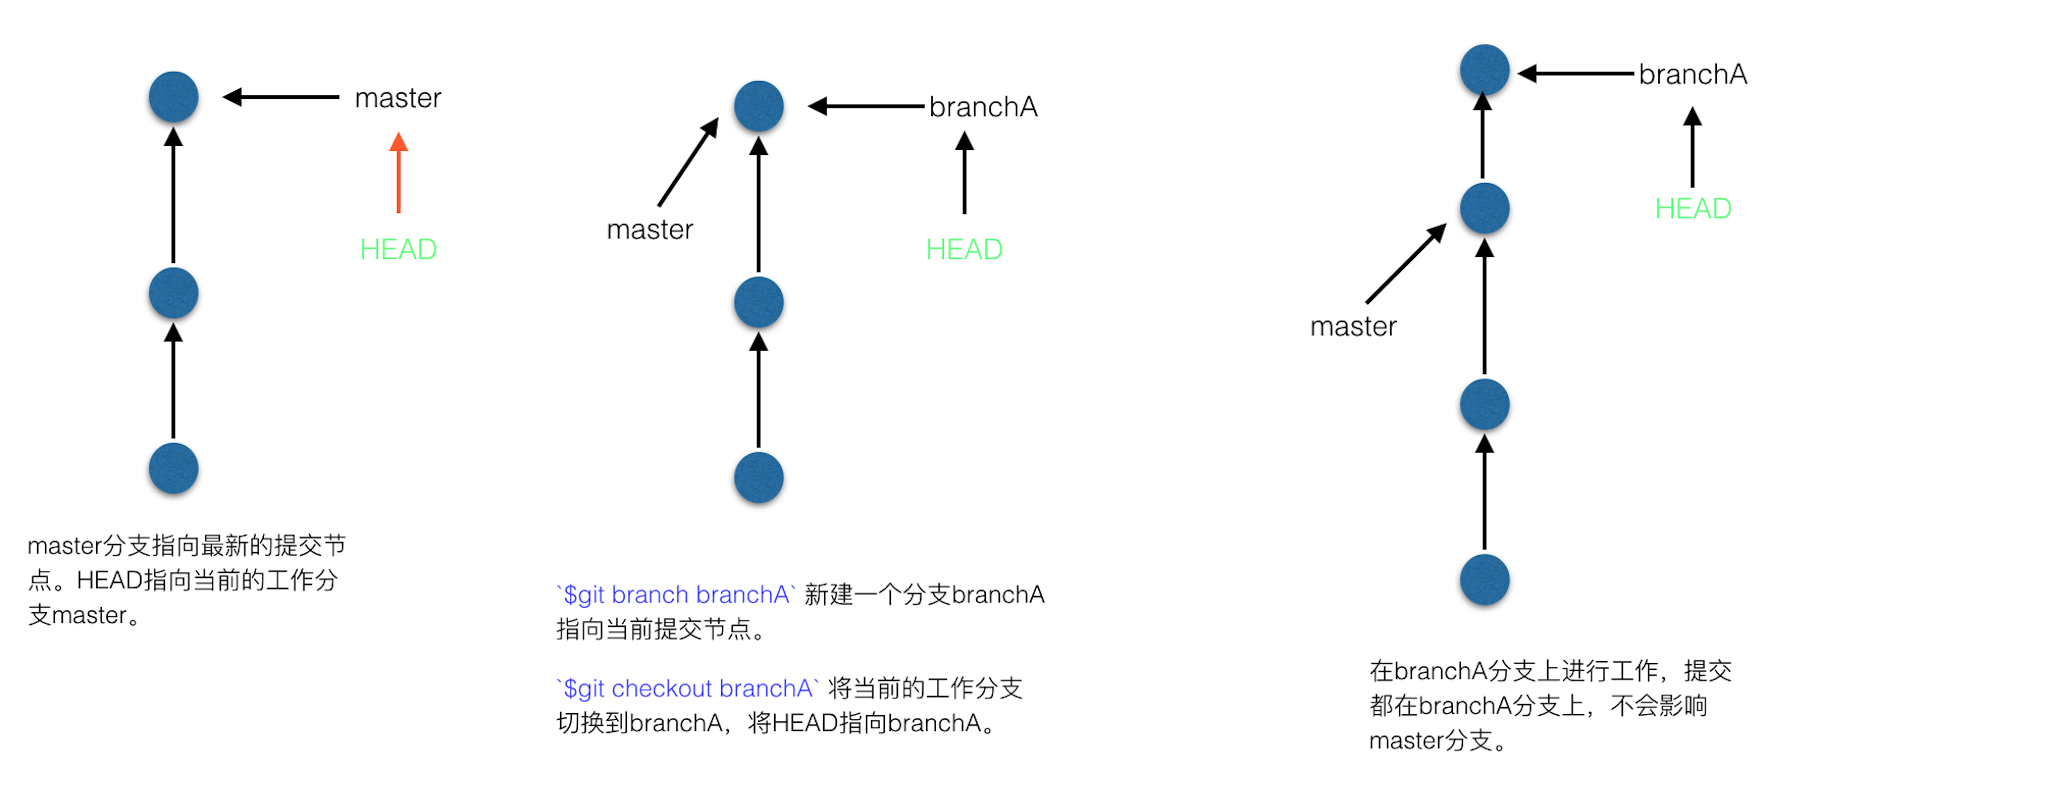 master
HEAD
master分支指向最新的提交节
点。HEAD指向当前的工作分
支master。
branchA
master
HEAD
`$git branch branchA` 新建一个分支branchA
指向当前提交节点。
`$git checkout branchA` 将当前的工作分支
切换到branchA，将HEAD指向branchA。
branchA
HEAD
master
在branchA分支上进行工作，提交
都在branchA分支上，不会影响
master分支。